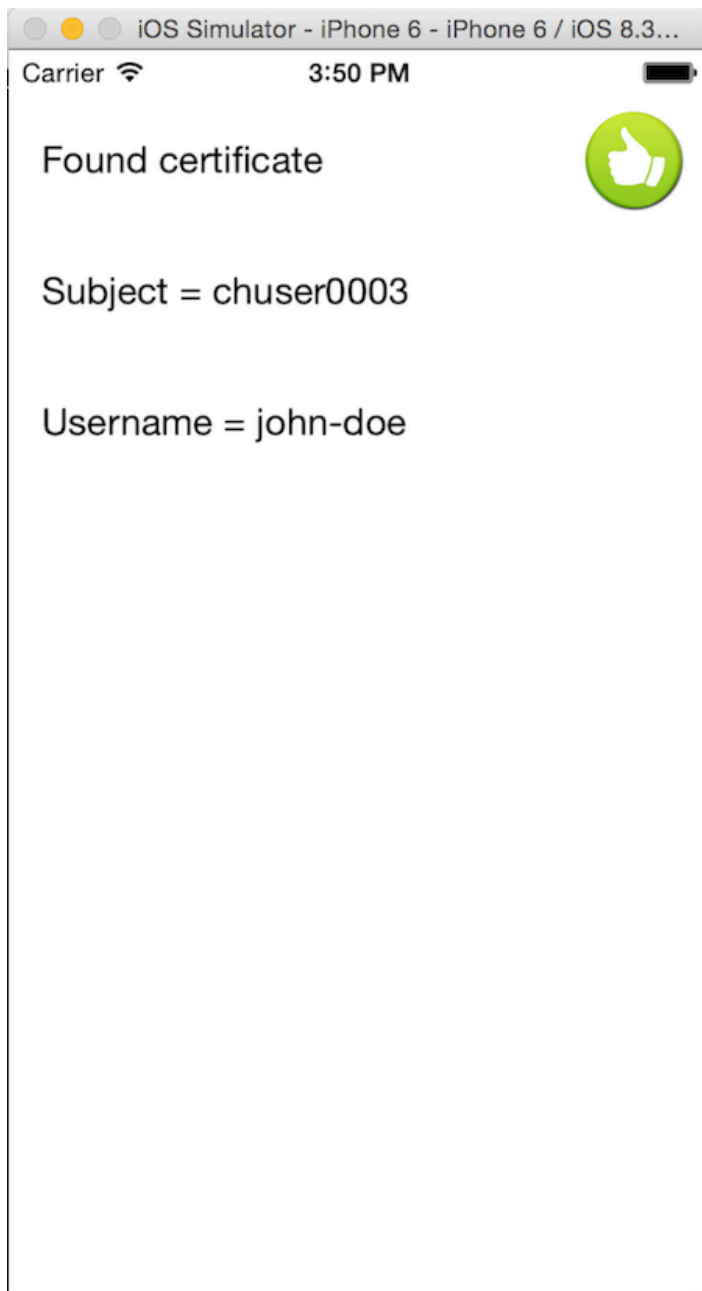 iOS Simulator - iPhone 6 - iPhone 6 / iOS 8.3...
Carrier 3:50 PM
Found certificate
Subject = chuser0003
Username = john-doe